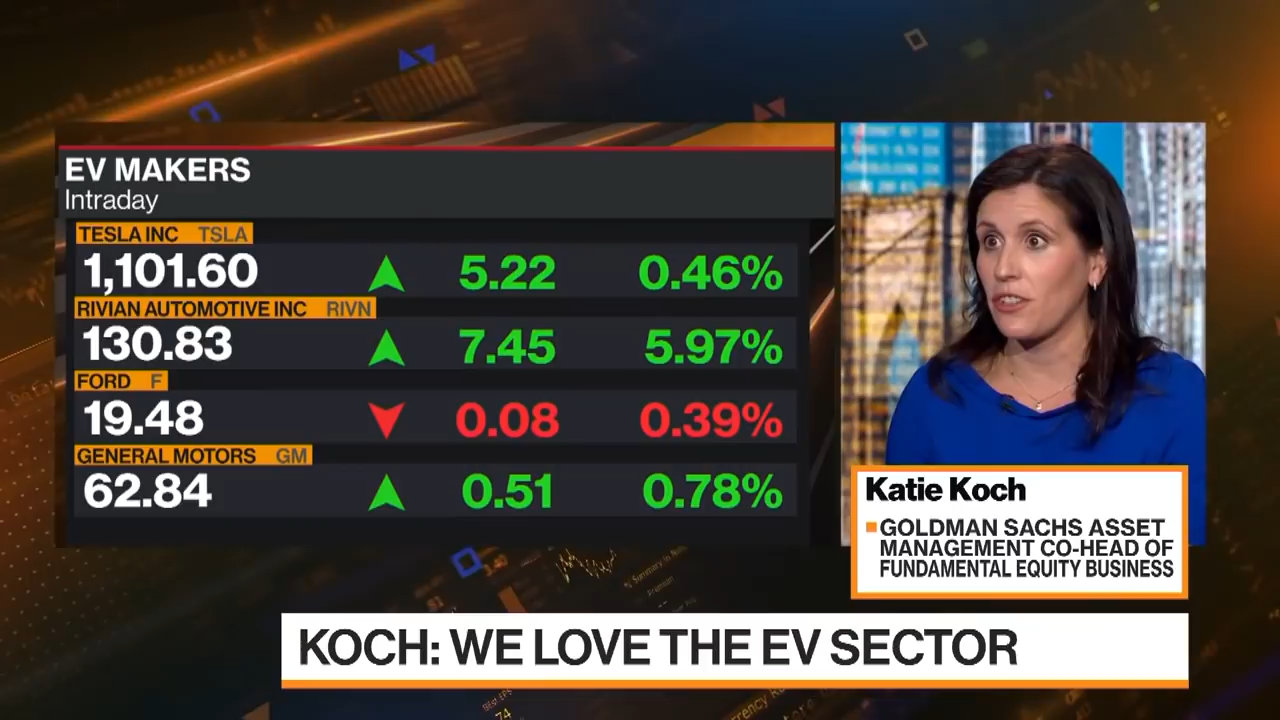 EV MAKERS
Intraday
TESLA INC TSLA
1,101.60 5.22 0.46%
RIVIAN AUTOMOTIVE INC RIVN
130.83 7.45 5.97%
FORD F
19.48 0.08 0.39%
GENERAL MOTORS GM
62.84 0.51 0.78%
Katie Koch
GOLDMAN SACHS ASSET
MANAGEMENT CO-HEAD OF
FUNDAMENTAL EQUITY BUSINESS
KOCH: WE LOVE THE EV SECTOR